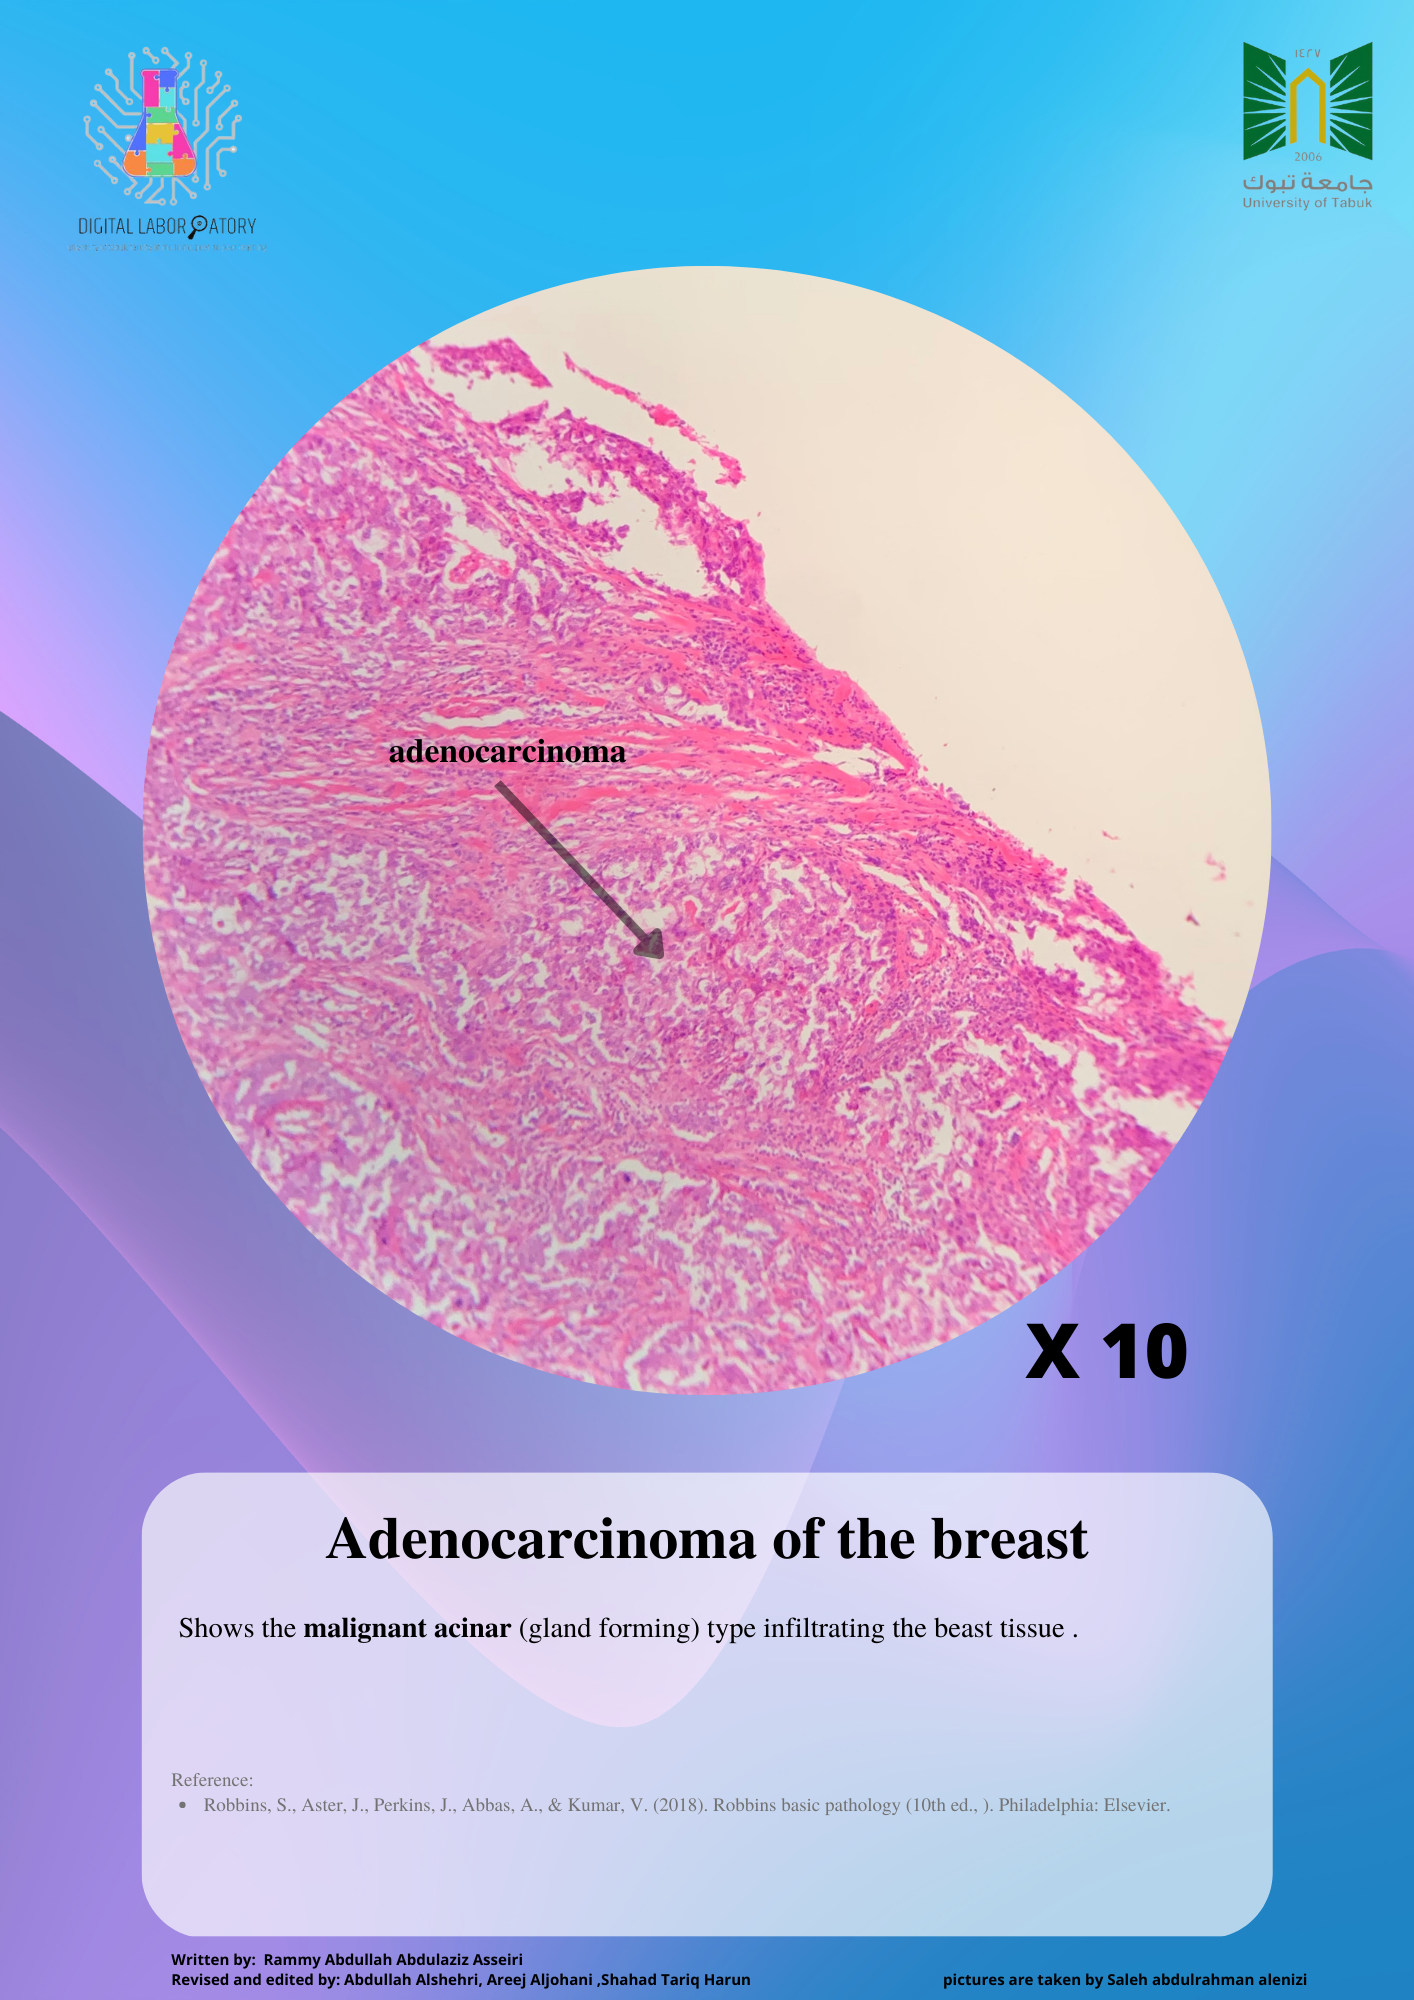 DIGITAL LABORATORY
١٤٢٧
2006
جامعة تبوك
University of Tabuk
adenocarcinoma
X 10
Adenocarcinoma of the breast
Shows the malignant acinar (gland forming) type infiltrating the beast tissue .
Reference:
• Robbins, S., Aster, J., Perkins, J., Abbas, A., & Kumar, V. (2018). Robbins basic pathology (10th ed., ). Philadelphia: Elsevier.
Written by: Rammy Abdullah Abdulaziz Asseiri
Revised and edited by: Abdullah Alshehri, Areej Aljohani ,Shahad Tariq Harun
pictures are taken by Saleh abdulrahman alenizi